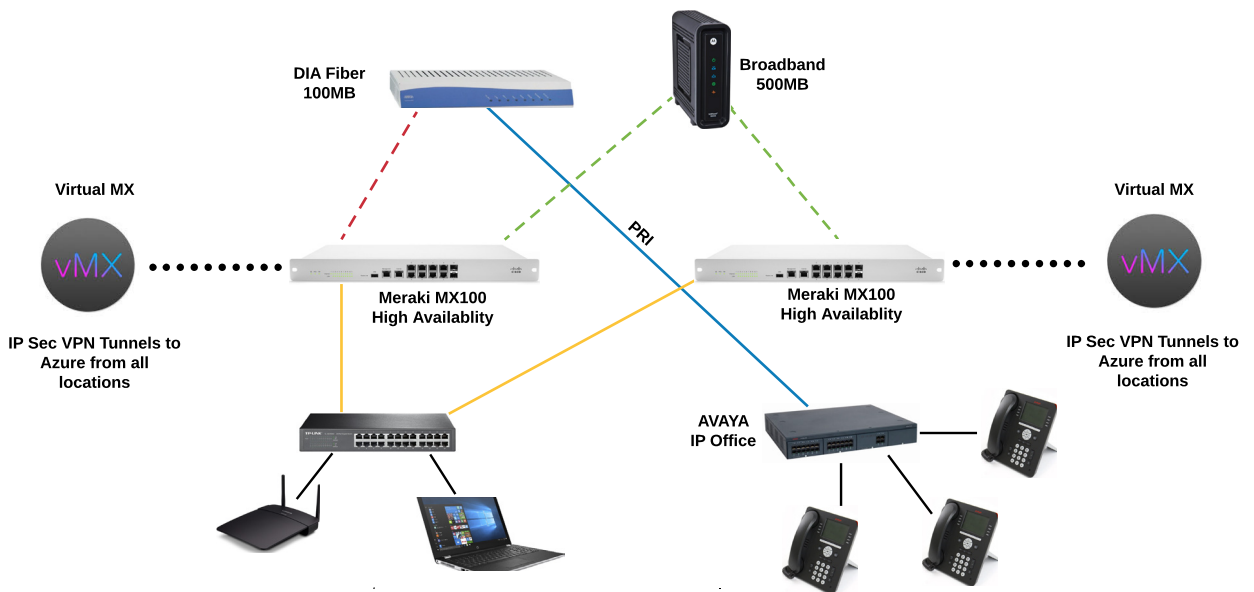 DIA Fiber
100MB
Broadband
500MB
Virtual MX
Virtual MX
PRI
vMX
vMX
Meraki MX100
High Availablity
Meraki MX100
High Availablity
IP Sec VPN Tunnels to
Azure from all
locations
IP Sec VPN Tunnels to
Azure from all
locations
AVAYA
IP Office
TP-LINK